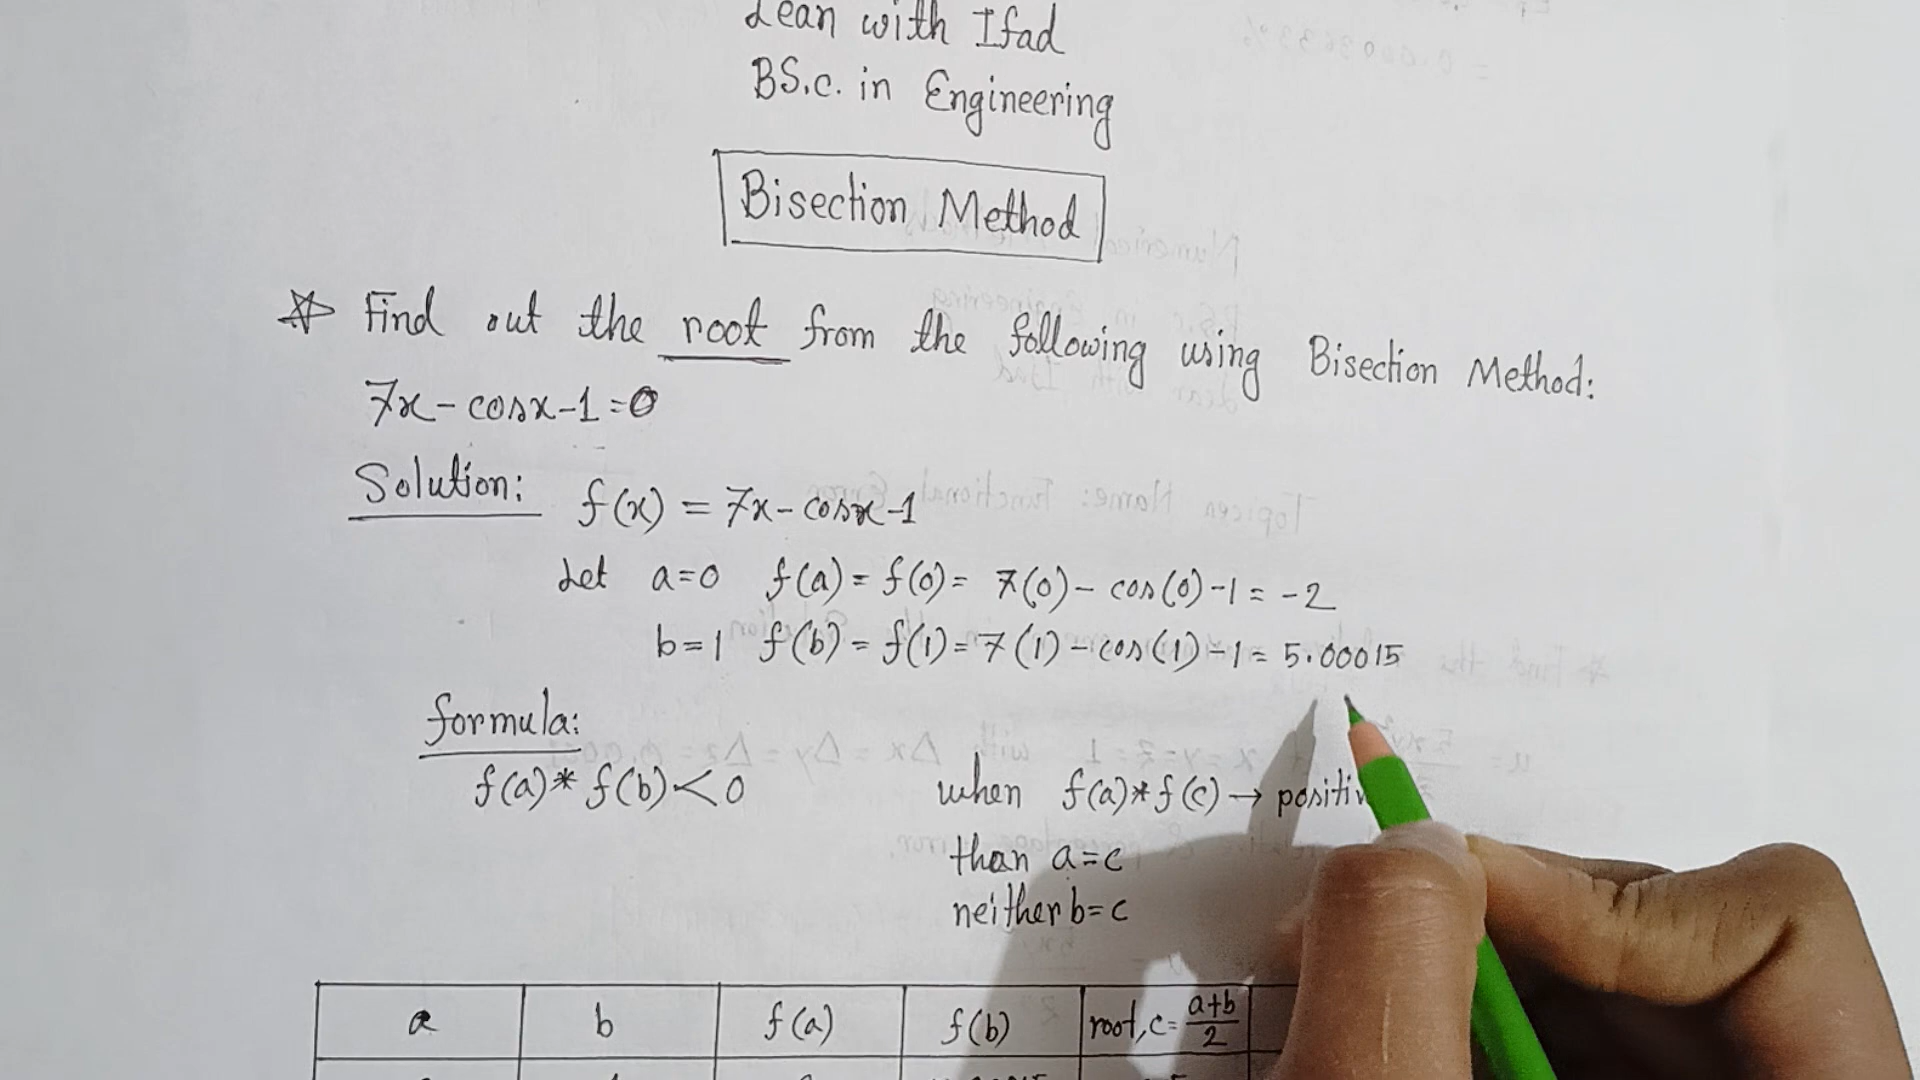 Lean with Ifad
BS.c. in Engineering
Bisection Method
☆ Find out the root from the following using Bisection Method:
7x - cosx - 1 = 0
Solution: f(x) = 7x - cosx - 1
Let a=0 f(a) = f(0) = 7(0) - cos(0) - 1 = -2
b=1 f(b) = f(1) = 7(1) - cos(1) - 1 = 5.00015
formula:
f(a)* f(b) < 0
when f(a)*f(c) → positiv
than a=c
neither b=c
a b f(a) f(b) root, c = a+b/2